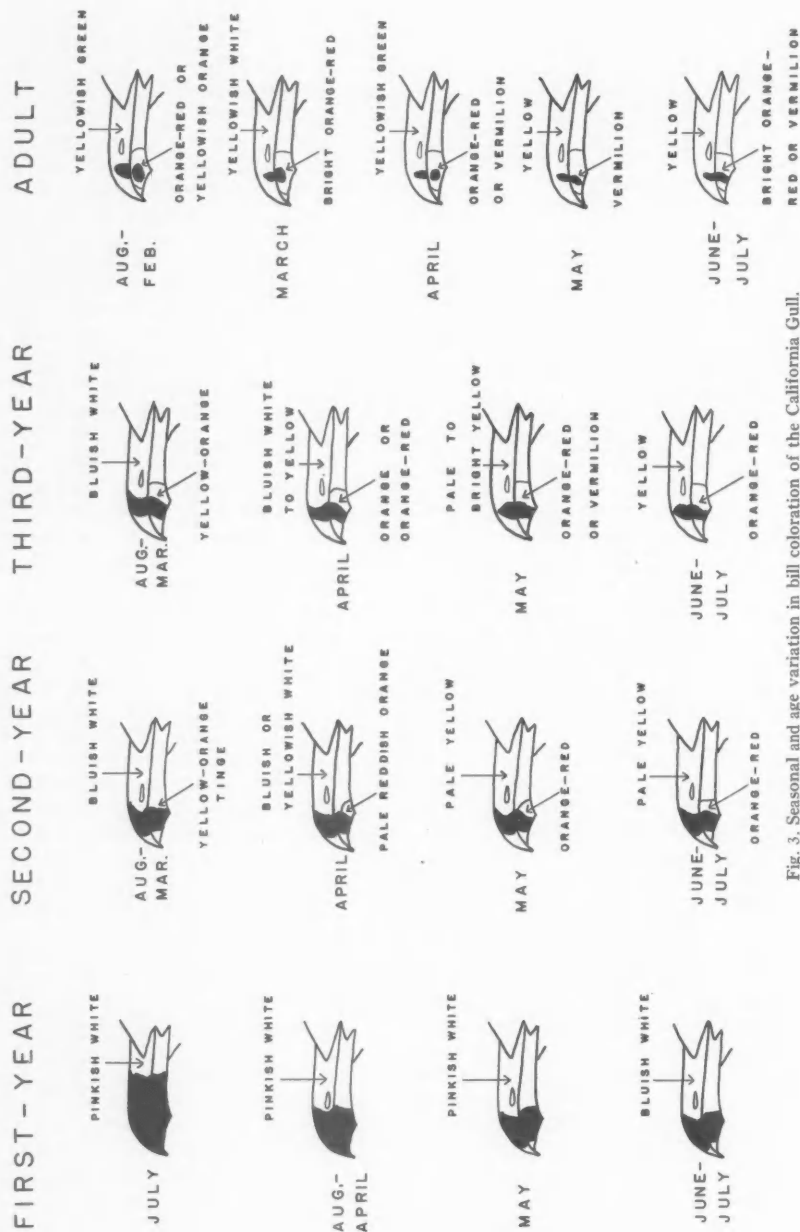 FIRST-YEAR
JULY
PINKISH WHITE
AUG.-
APRIL
PINKISH WHITE
MAY
PINKISH WHITE
JUNE-
JULY
BLUISH WHITE
SECOND-YEAR
AUG.-
MAR.
BLUISH WHITE
YELLOW-ORANGE
TINGE
APRIL
BLUISH OR
YELLOWISH WHITE
PALE REDDISH ORANGE
MAY
PALE YELLOW
ORANGE-RED
JUNE-
JULY
PALE YELLOW
ORANGE-RED
THIRD-YEAR
AUG.-
MAR.
BLUISH WHITE
YELLOW-ORANGE
APRIL
BLUISH WHITE
TO YELLOW
ORANGE OR
ORANGE-RED
MAY
PALE TO
BRIGHT YELLOW
ORANGE-RED
OR VERMILION
JUNE-
JULY
YELLOW
ORANGE-RED
ADULT
AUG.-
FEB.
YELLOWISH GREEN
ORANGE-RED OR
YELLOWISH ORANGE
MARCH
YELLOWISH WHITE
BRIGHT ORANGE-RED
APRIL
YELLOWISH GREEN
ORANGE-RED
OR VERMILION
MAY
YELLOW
VERMILION
JUNE-
JULY
YELLOW
BRIGHT ORANGE-
RED OR VERMILION
Fig. 3. Seasonal and age variation in bill coloration of the California Gull.